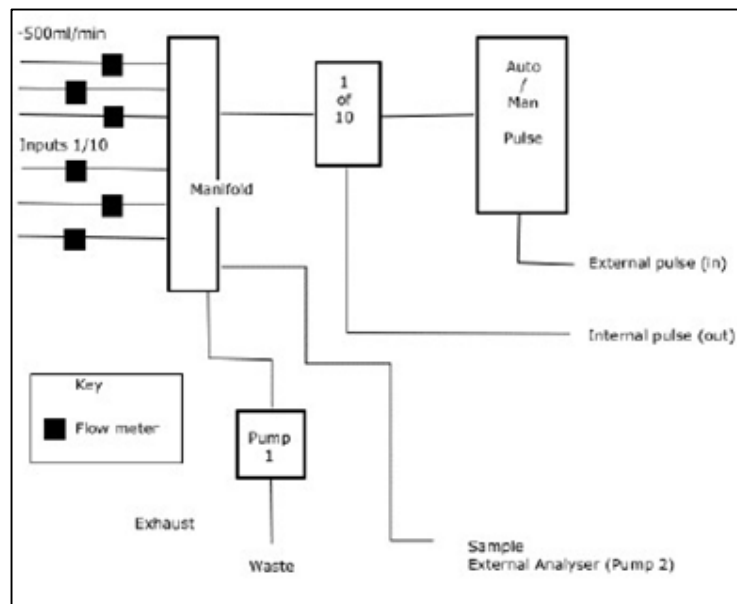 -500ml/min
Inputs 1/10
Manifold
1
of
10
Auto
/
Man
Pulse
External pulse (in)
Internal pulse (out)
Key
Flow meter
Pump
1
Exhaust
Waste
Sample
External Analyser (Pump 2)